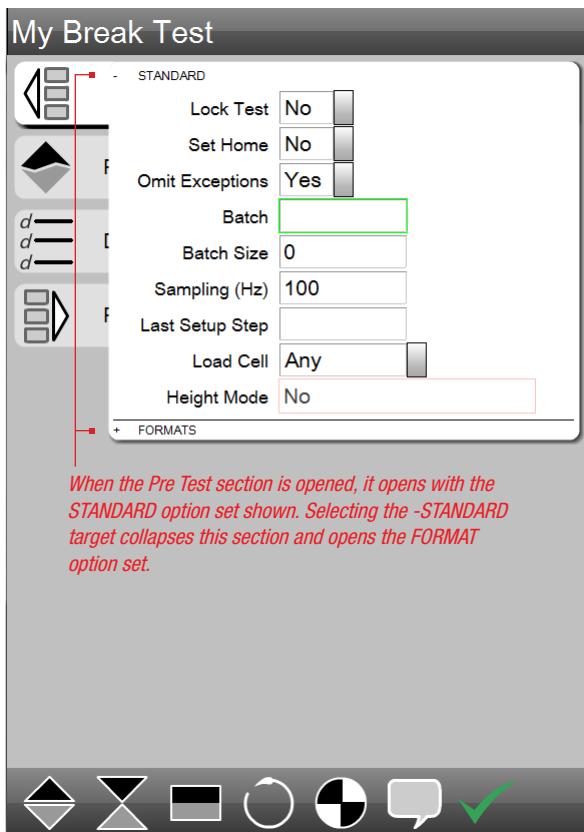 My Break Test
- STANDARD
Lock Test No
Set Home No
Omit Exceptions Yes
Batch
Batch Size 0
Sampling (Hz) 100
Last Setup Step
Load Cell Any
Height Mode No
+ FORMATS
d
d
d
When the Pre Test section is opened, it opens with the
STANDARD option set shown. Selecting the -STANDARD
target collapses this section and opens the FORMAT
option set.